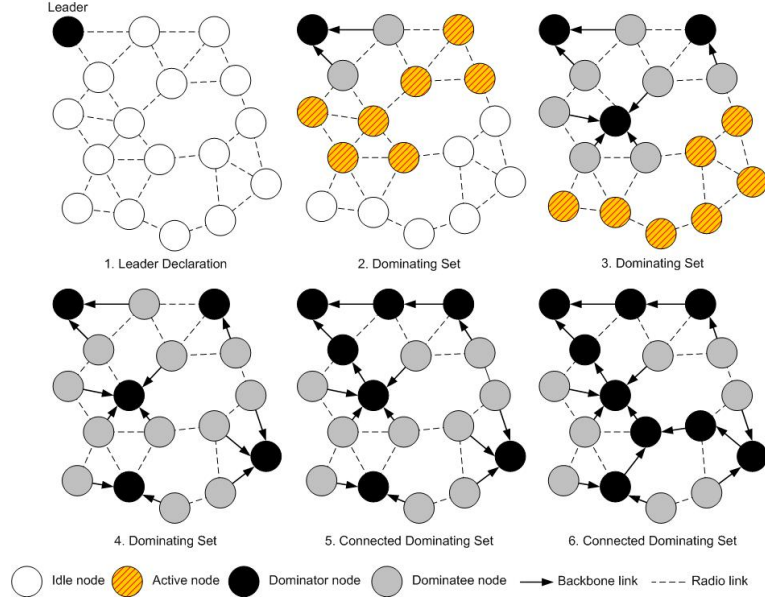 Leader
1. Leader Declaration
2. Dominating Set
3. Dominating Set
4. Dominating Set
5. Connected Dominating Set
6. Connected Dominating Set
Idle node
Active node
Dominator node
Dominatee node
Backbone link
Radio link